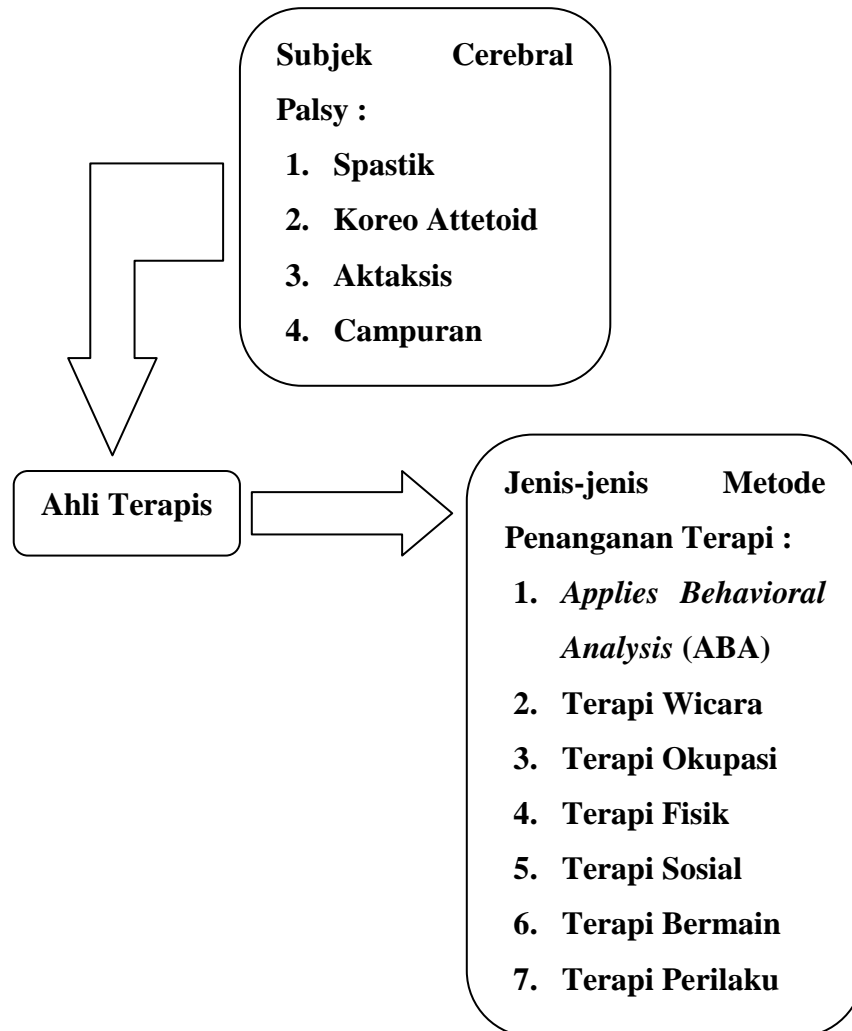 Subjek Cerebral
Palsy :
1. Spastik
2. Koreo Attetoid
3. Aktaksis
4. Campuran
Ahli Terapis
Jenis-jenis Metode
Penanganan Terapi :
1. Applies Behavioral
Analysis (ABA)
2. Terapi Wicara
3. Terapi Okupasi
4. Terapi Fisik
5. Terapi Sosial
6. Terapi Bermain
7. Terapi Perilaku